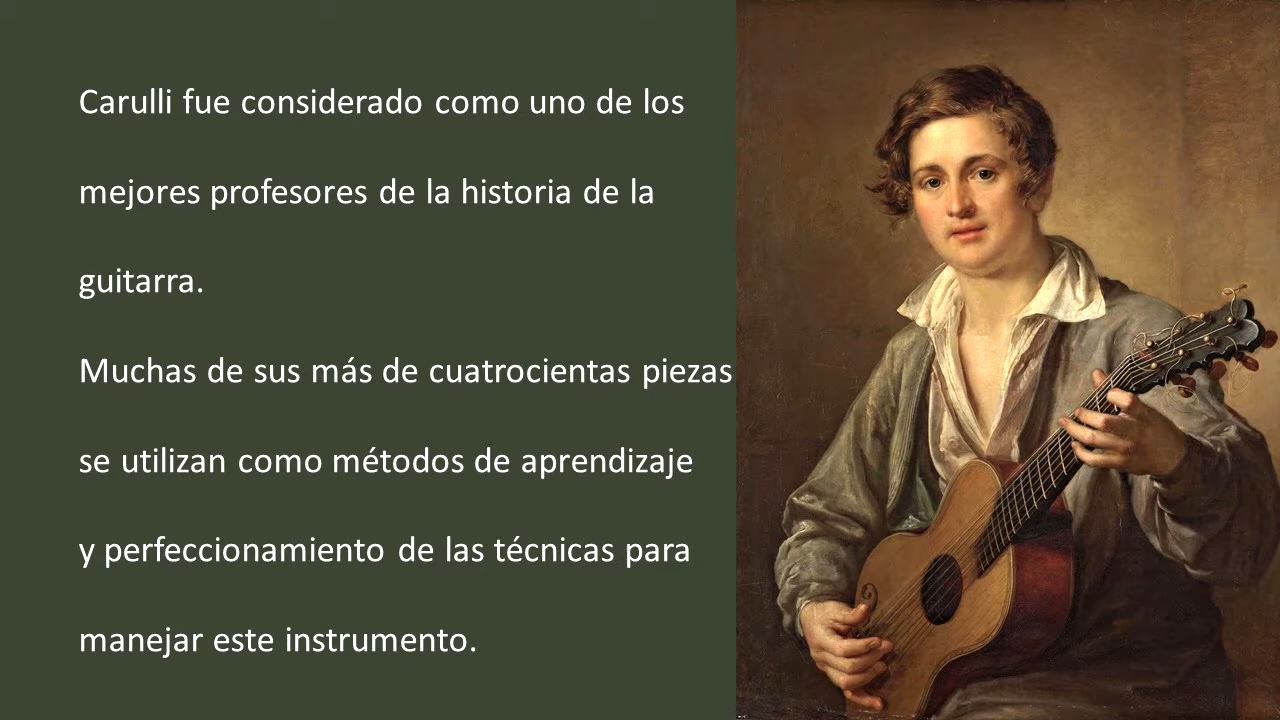 Carulli fue considerado como uno de los
mejores profesores de la historia de la
guitarra.
Muchas de sus más de cuatrocientas piezas
se utilizan como métodos de aprendizaje
y perfeccionamiento de las técnicas para
manejar este instrumento.